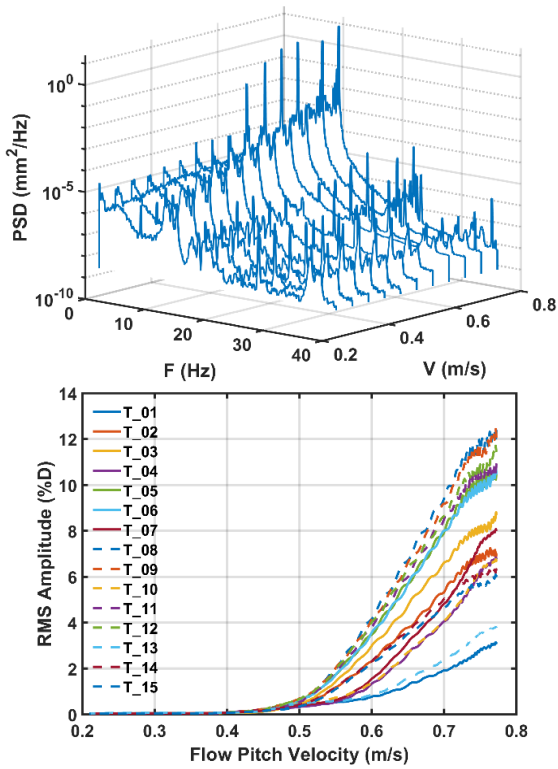 10^0
10^-5
10^-10
PSD (mm^2/Hz)
0
10
20
30
40
F (Hz)
0.2
0.4
0.6
0.8
V (m/s)
14
12
10
8
6
4
2
0
RMS Amplitude (%D)
T_01
T_02
T_03
T_04
T_05
T_06
T_07
T_08
T_09
T_10
T_11
T_12
T_13
T_14
T_15
0.2
0.3
0.4
0.5
0.6
0.7
0.8
Flow Pitch Velocity (m/s)